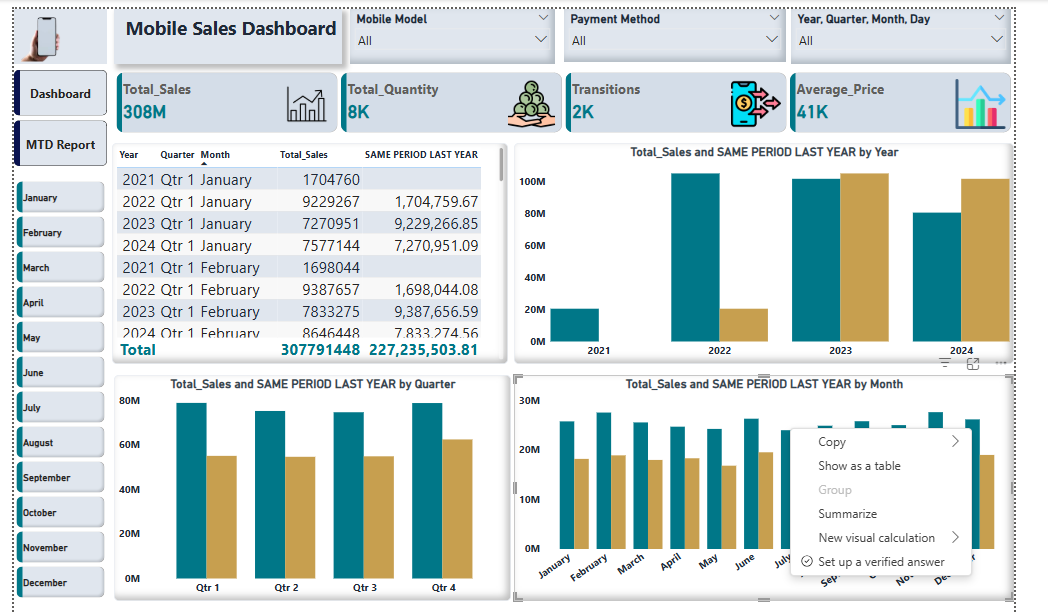 Mobile Sales Dashboard
Mobile Model
All
Payment Method
All
Year, Quarter, Month, Day
All
Dashboard
MTD Report
Total_Sales
308M
Total_Quantity
8K
Transitions
2K
Average_Price
41K
January
February
March
April
May
June
July
August
September
October
November
December
Year Quarter Month Total_Sales SAME PERIOD LAST YEAR
2021 Qtr 1 January 1704760
2022 Qtr 1 January 9229267 1,704,759.67
2023 Qtr 1 January 7270951 9,229,266.85
2024 Qtr 1 January 7577144 7,270,951.09
2021 Qtr 1 February 1698044
2022 Qtr 1 February 9387657 1,698,044.08
2023 Qtr 1 February 7833275 9,387,656.59
2024 Qtr 1 February 8646448 7,833,274.56
Total 307791448 227,235,503.81
Total_Sales and SAME PERIOD LAST YEAR by Year
100M
80M
60M
40M
20M
0M
2021 2022 2023 2024
Total_Sales and SAME PERIOD LAST YEAR by Quarter
80M
60M
40M
20M
0M
Qtr 1 Qtr 2 Qtr 3 Qtr 4
Total_Sales and SAME PERIOD LAST YEAR by Month
30M
20M
10M
0M
January February March April May June July
Copy
Show as a table
Group
Summarize
New visual calculation
Set up a verified answer